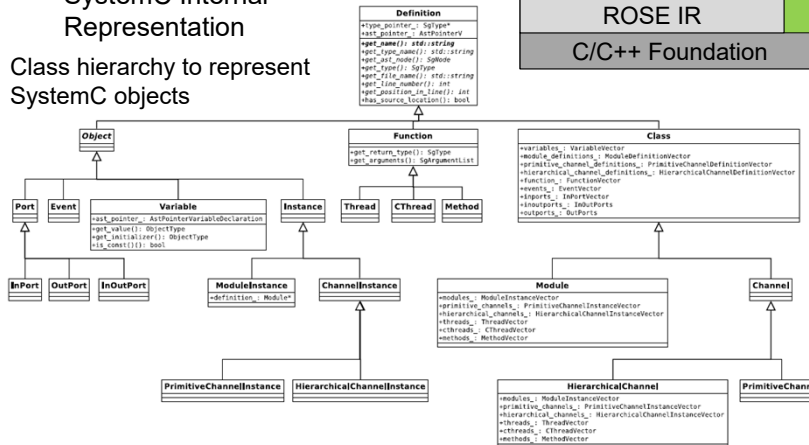 SystemC Internal
Representation
Class hierarchy to represent
SystemC objects
ROSE IR
C/C++ Foundation
Definition
+type_pointer_: SgType*
+ast_pointer_: AstPointerV
+get_name(): std::string
+get_type_name(): std::string
+get_ast_node(): SgNode
+get_type(): SgType
+get_file_name(): std::string
+get_line_number(): int
+get_position_in_line(): int
+has_source_location(): bool
Object
Function
+get_return_type(): SgType
+get_arguments(): SgArgumentList
Class
+variables_: VariableVector
+module_definitions_: ModuleDefinitionVector
+primitive_channel_definitions_: PrimitiveChannelDefinitionVector
+hierarchical_channel_definitions_: HierarchicalChannelDefinitionVector
+function_: FunctionVector
+events_: EventVector
+inports_: InPortVector
+inoutports_: InOutPorts
+outports_: OutPorts
Port
Event
Variable
+ast_pointer_: AstPointerVariableDeclaration
+get_value(): ObjectType
+get_initializer(): ObjectType
+is_const()(): bool
Instance
Thread
CThread
Method
InPort
OutPort
InOutPort
ModuleInstance
+definition_: Module*
ChannelInstance
Module
+modules_: ModuleInstanceVector
+primitive_channels_: PrimitiveChannelInstanceVector
+hierarchical_channels_: HierarchicalChannelInstanceVector
+threads_: ThreadVector
+cthreads_: CThreadVector
+methods_: MethodVector
Channel
PrimitiveChannelInstance
HierarchicalChannelInstance
HierarchicalChannel
+modules_: ModuleInstanceVector
+primitive_channels_: PrimitiveChannelInstanceVector
+hierarchical_channels_: HierarchicalChannelInstanceVector
+threads_: ThreadVector
+cthreads_: CThreadVector
+methods_: MethodVector
PrimitiveChann